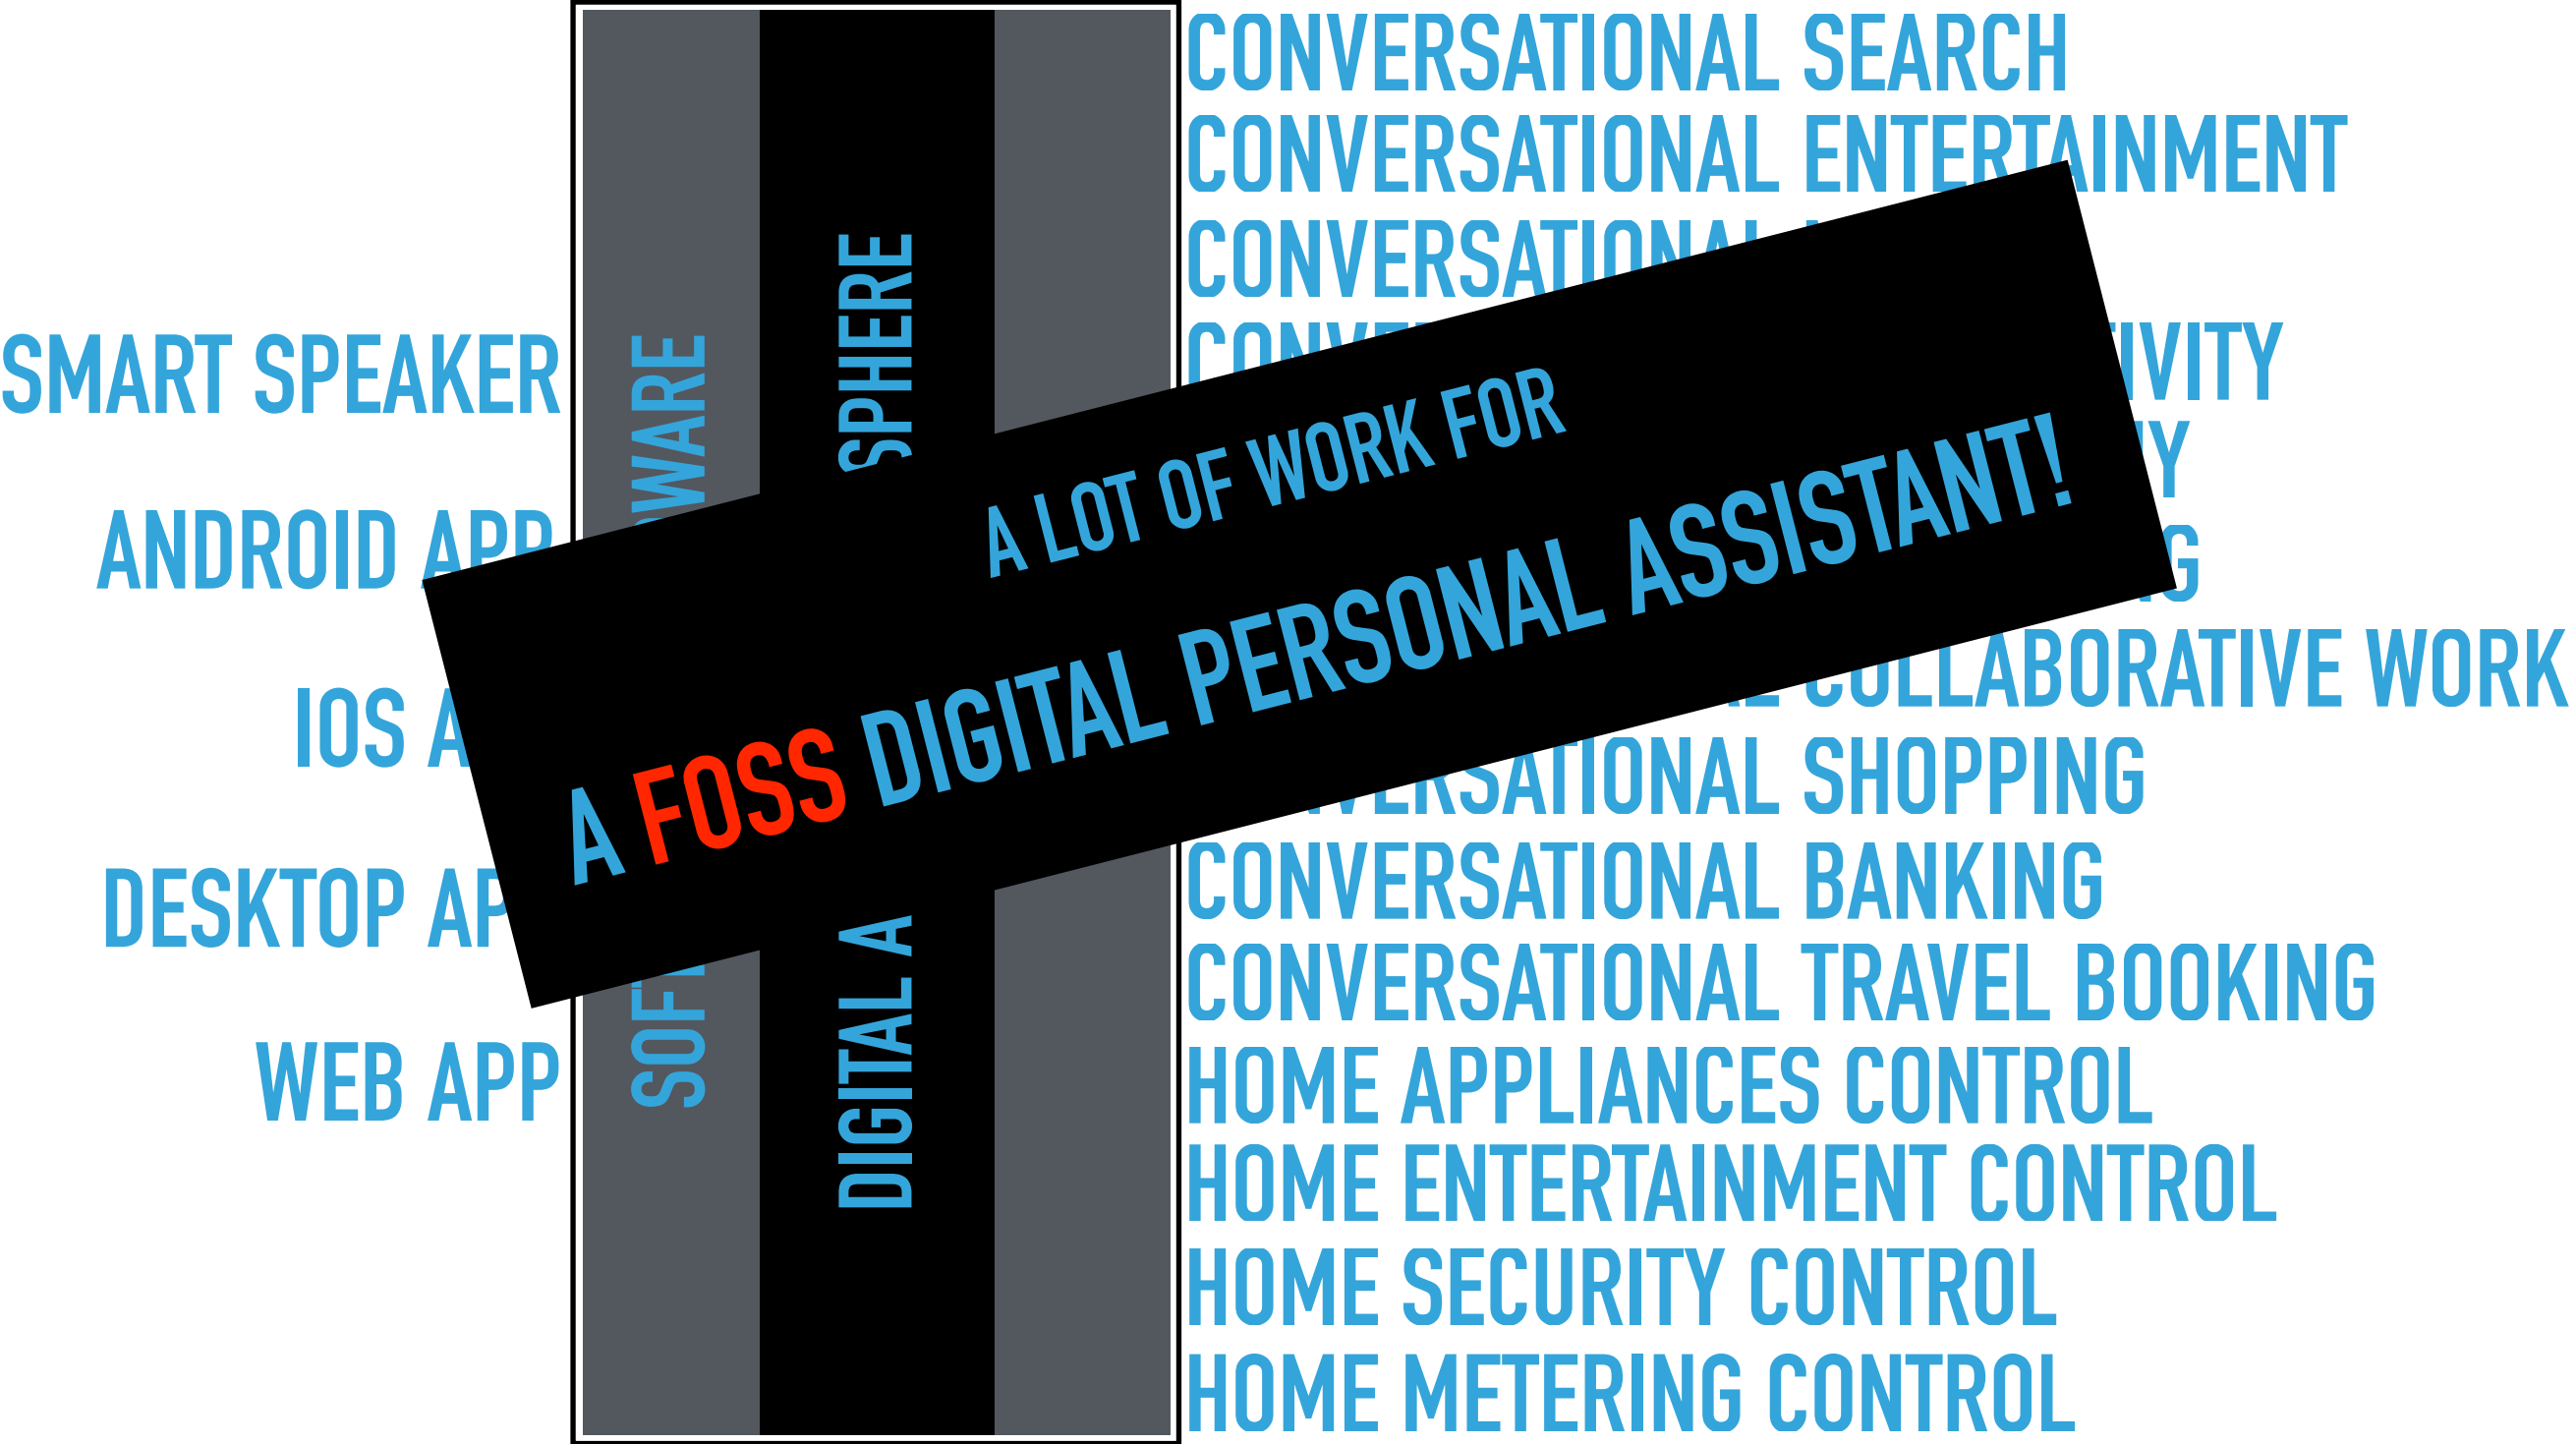 SMART SPEAKER
ANDROID APP
IOS
DESKTOP
WEB APP
SPHERE
DIGITAL
A LOT OF WORK FOR
A FOSS DIGITAL PERSONAL ASSISTANT!
CONVERSATIONAL SEARCH
CONVERSATIONAL ENTERTAINMENT
CONVERSATIONAL
COLLABORATIVE WORK
SHOPPING
CONVERSATIONAL BANKING
CONVERSATIONAL TRAVEL BOOKING
HOME APPLIANCES CONTROL
HOME ENTERTAINMENT CONTROL
HOME SECURITY CONTROL
HOME METERING CONTROL